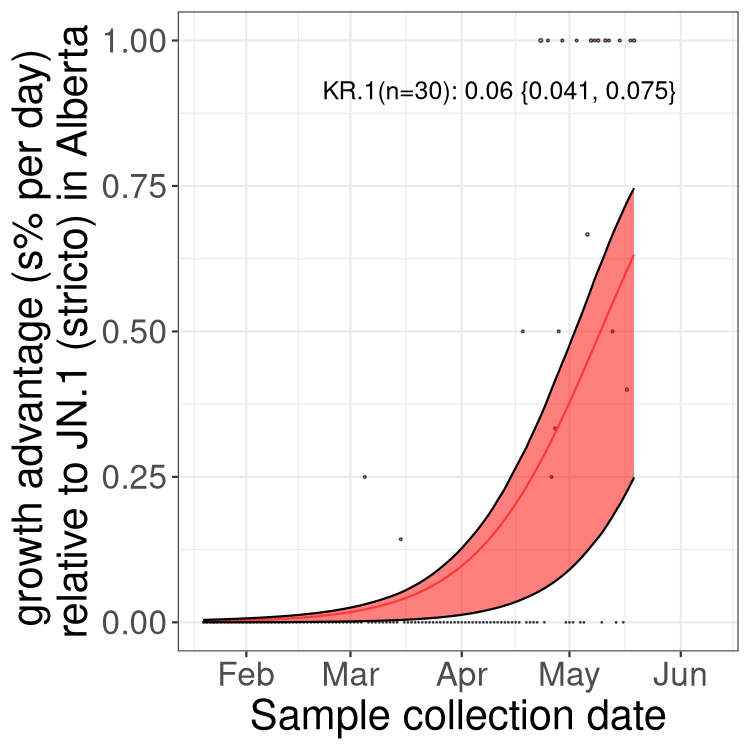 growth advantage (s% per day)
relative to JN.1 (stricto) in Alberta
1.00
KR.1(n=30): 0.06 {0.041, 0.075}
0.75
0.50
0.25
0.00
Feb Mar Apr May Jun
Sample collection date